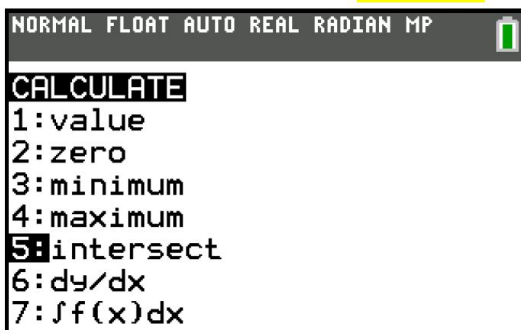 NORMAL FLOAT AUTO REAL RADIAN MP
CALCULATE
1:value
2:zero
3:minimum
4:maximum
5:intersect
6:dy/dx
7:∫f(x)dx